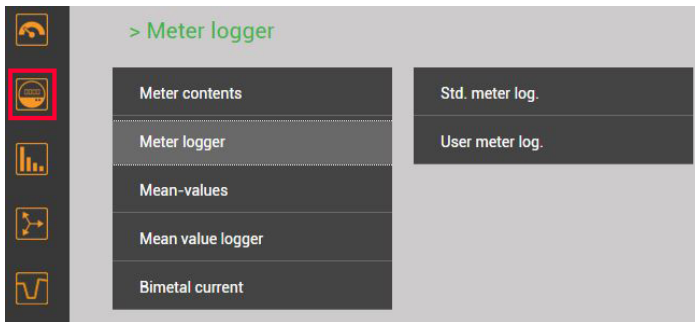 > Meter logger
Meter contents
Meter logger
Mean-values
Mean value logger
Bimetal current
Std. meter log.
User meter log.